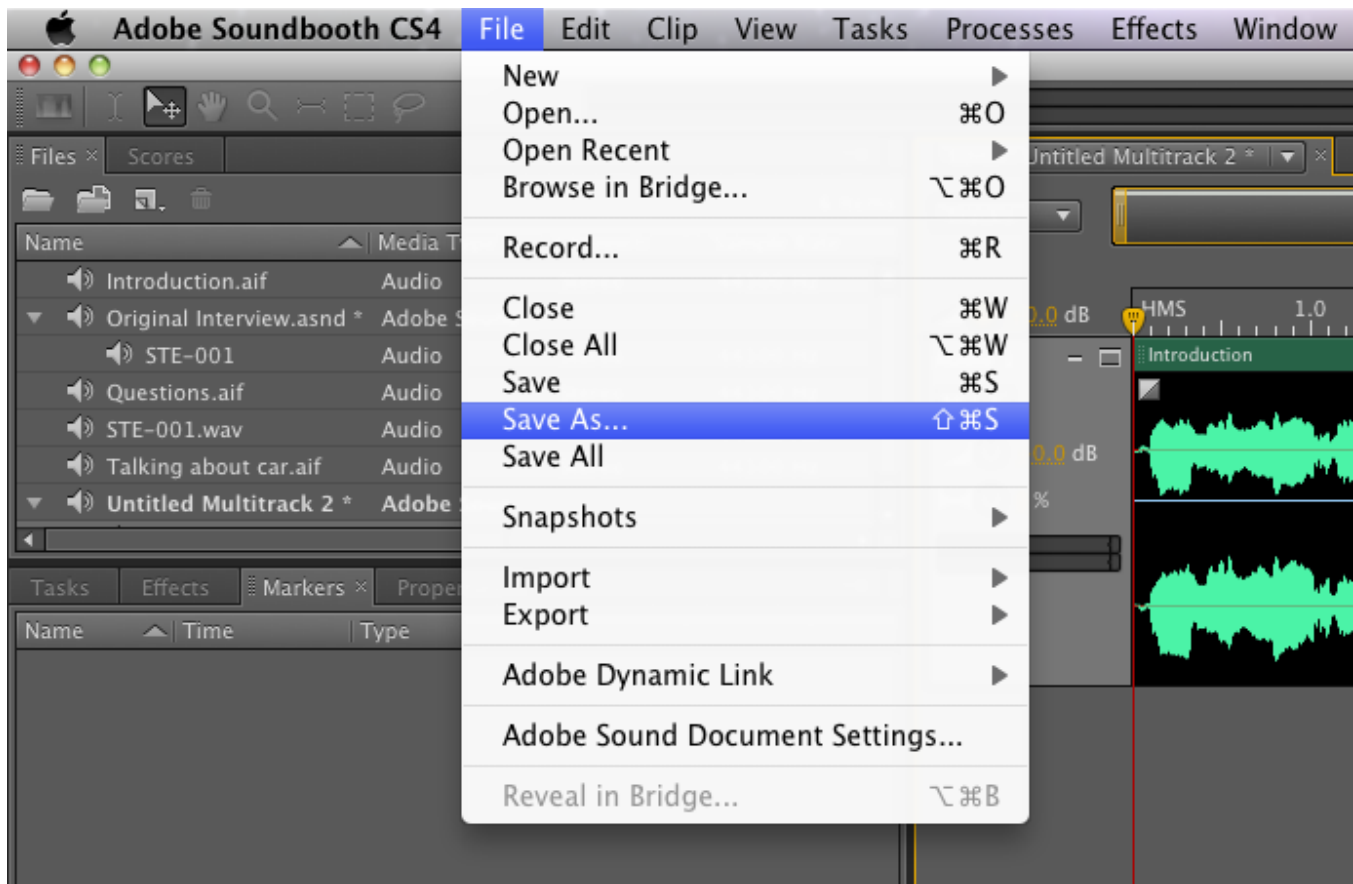 Adobe Soundbooth CS4 File Edit Clip View Tasks Processes Effects Window
New
Open... ⌘O
Open Recent
Browse in Bridge... ⌥⌘O
Record... ⌘R
Close ⌘W
Close All ⌥⌘W
Save ⌘S
Save As... ⇧⌘S
Save All
Snapshots
Import
Export
Adobe Dynamic Link
Adobe Sound Document Settings...
Reveal in Bridge... ⌥⌘B
Files × Scores
Name Media T
Introduction.aif Audio
Original Interview.asnd * Adobe S
STE-001 Audio
Questions.aif Audio
STE-001.wav Audio
Talking about car.aif Audio
Untitled Multitrack 2 * Adobe
Tasks Effects Markers × Proper
Name Time Type
Untitled Multitrack 2 * ×
0.0 dB
HMS 1.0
Introduction
0.0 dB
%